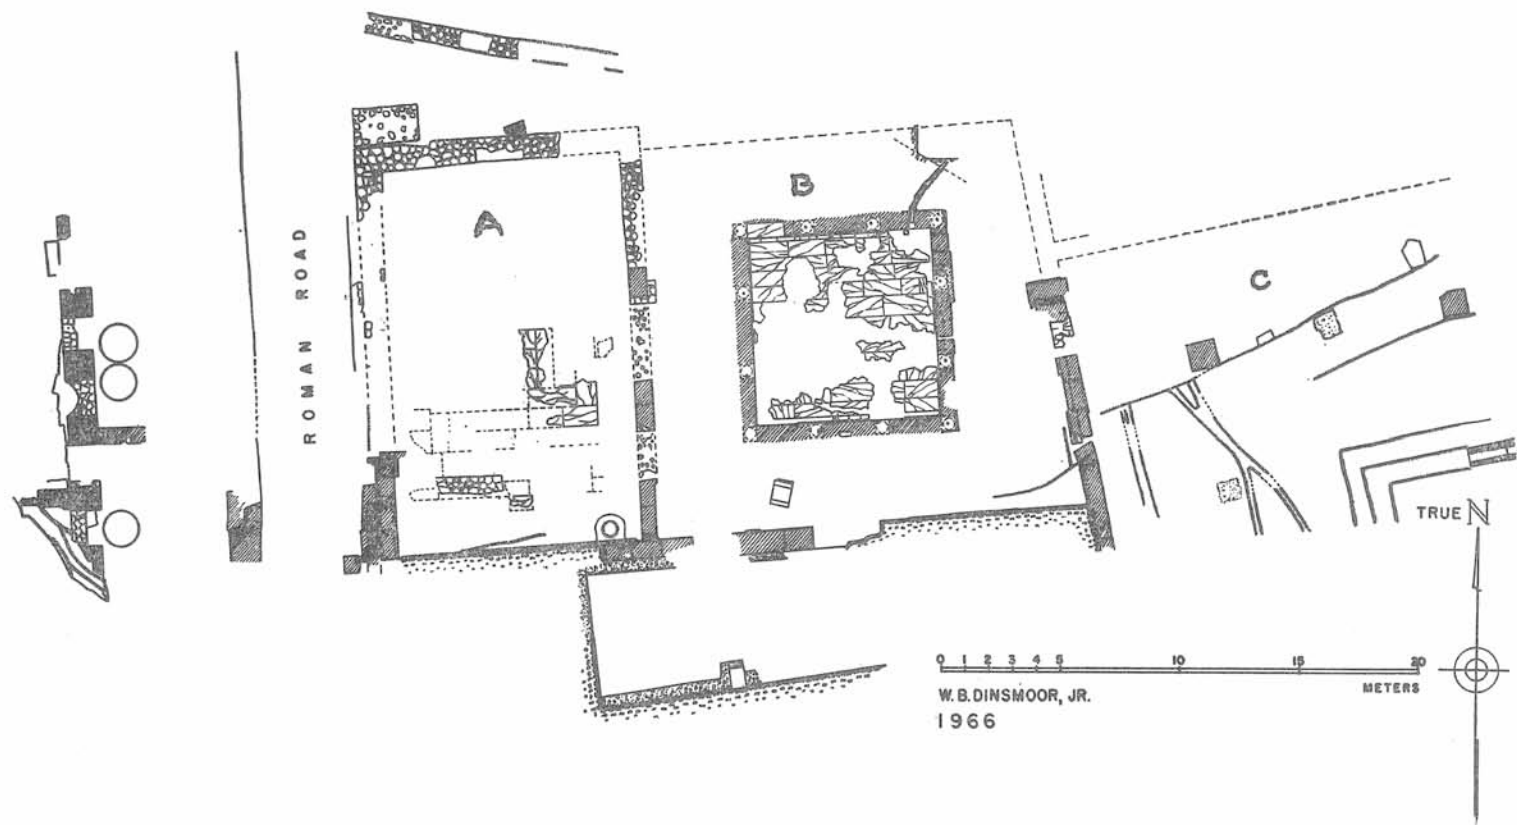 A
B
C
ROMAN ROAD
TRUE N
0 1 2 3 4 5 10 15 20
METERS
W. B. DINSMOOR, JR.
1966